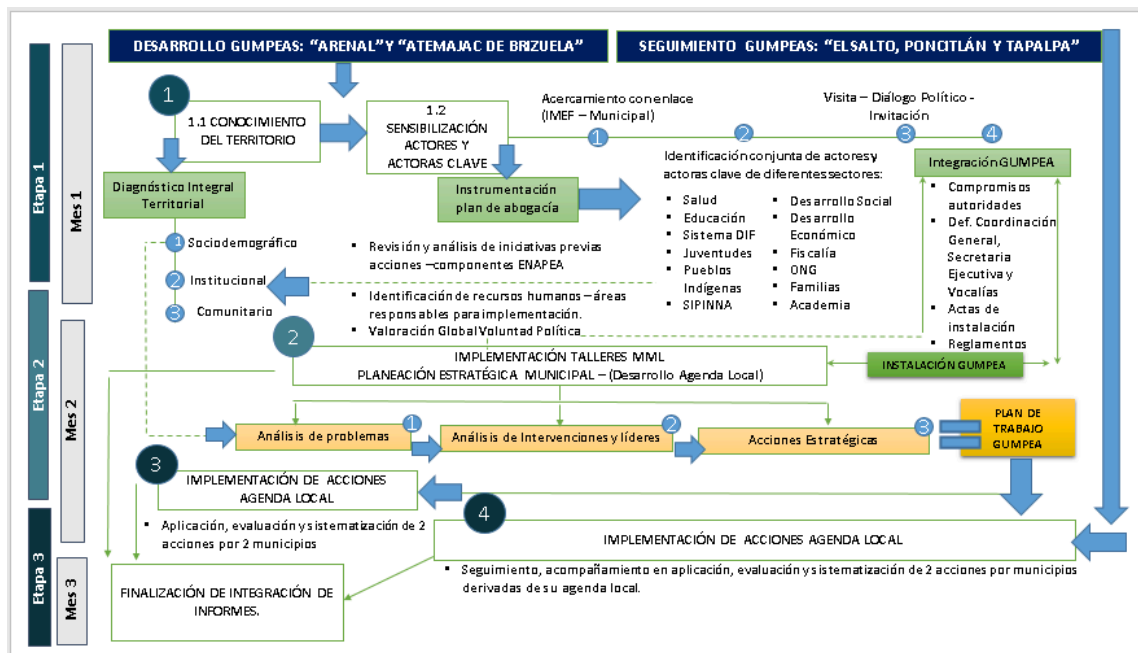 DESARROLLO GUMPEAS: “ARENAL”Y “ATEMAJAC DE BRIZUELA”
SEGUIMIENTO GUMPEAS: “ELSALTO, PONCITLÁN Y TAPALPA”
Etapa 1
Mes 1
1
1.1 CONOCIMIENTO
DEL TERRITORIO
1.2
SENSIBILIZACIÓN
ACTORES Y
ACTORAS CLAVE
Acercamiento con enlace
(IMEF – Municipal)
Visita – Diálogo Político -
Invitación
1
2
3
4
Diagnóstico Integral
Territorial
Instrumentación
plan de abogacía
Identificación conjunta de actores y
actoras clave de diferentes sectores:
▪ Salud
▪ Educación
▪ Sistema DIF
▪ Juventudes
▪ Pueblos
Indígenas
▪ SIPINNA
▪ Desarrollo Social
▪ Desarrollo
Económico
▪ Fiscalía
▪ ONG
▪ Familias
▪ Academia
Integración GUMPEA
▪ Compromisos
autoridades
▪ Def. Coordinación
General,
Secretaria
Ejecutiva y
Vocalías
▪ Actas de
instalación
▪ Reglamentos
1 Sociodemográfico
2 Institucional
3 Comunitario
▪ Revisión y análisis de iniciativas previas
acciones –componentes ENAPEA
▪ Identificación de recursos humanos – áreas
responsables para implementación.
▪ Valoración Global Voluntad Política
Etapa 2
Mes 2
2
IMPLEMENTACIÓN TALLERES MML
PLANEACIÓN ESTRATÉGICA MUNICIPAL – (Desarrollo Agenda Local)
INSTALACIÓN GUMPEA
Análisis de problemas
1
Análisis de Intervenciones y líderes
2
Acciones Estratégicas
3
PLAN DE
TRABAJO
GUMPEA
3
IMPLEMENTACIÓN DE ACCIONES
AGENDA LOCAL
▪ Aplicación, evaluación y sistematización de 2
acciones por 2 municipios
4
IMPLEMENTACIÓN DE ACCIONES AGENDA LOCAL
▪ Seguimiento, acompañamiento en aplicación, evaluación y sistematización de 2 acciones por municipios
derivadas de su agenda local.
Etapa 3
Mes 3
FINALIZACIÓN DE INTEGRACIÓN DE
INFORMES.